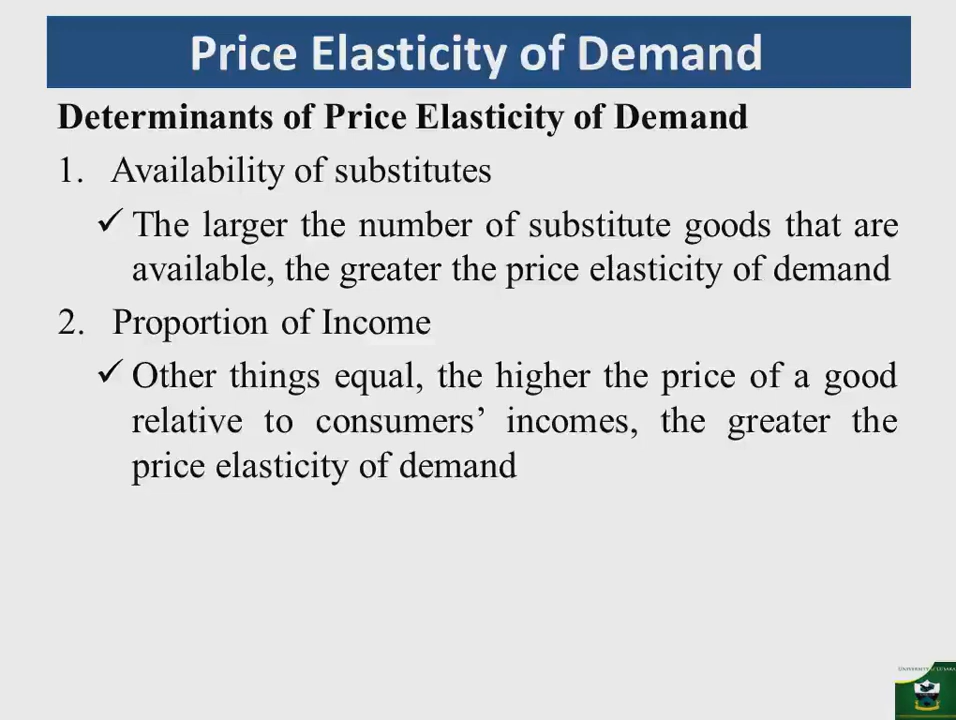 Price Elasticity of Demand
Determinants of Price Elasticity of Demand
1. Availability of substitutes
✓ The larger the number of substitute goods that are
available, the greater the price elasticity of demand
2. Proportion of Income
✓ Other things equal, the higher the price of a good
relative to consumers’ incomes, the greater the
price elasticity of demand